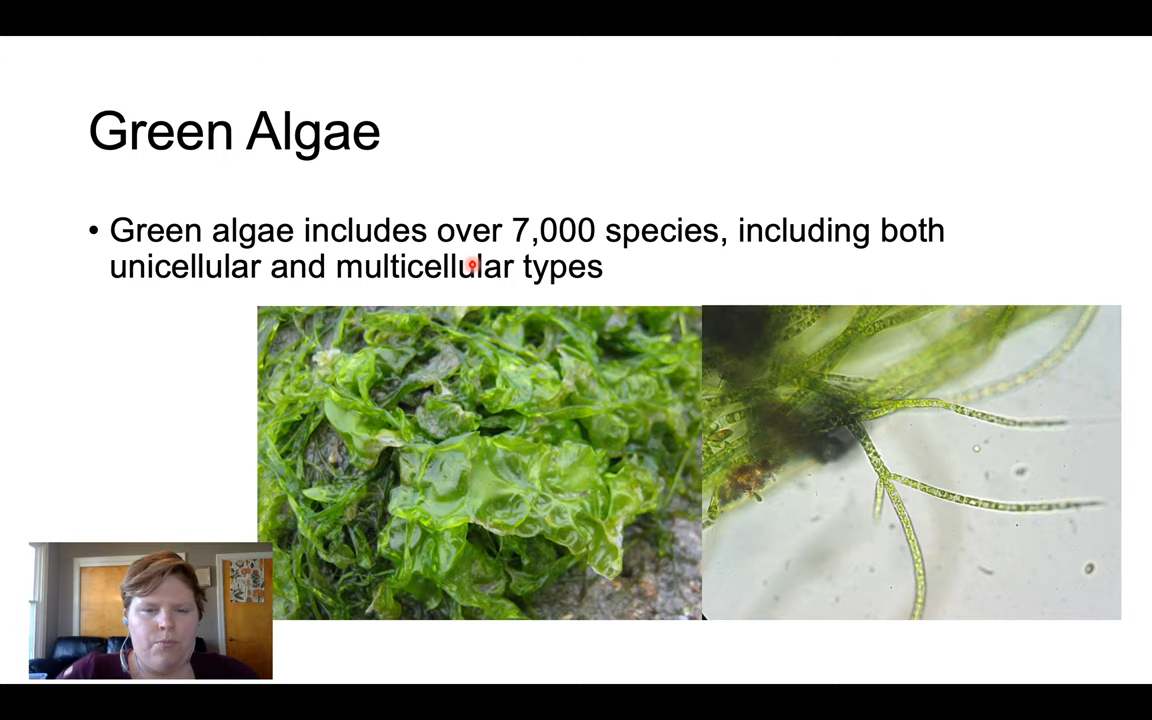 Green Algae
• Green algae includes over 7,000 species, including both
unicellular and multicellular types